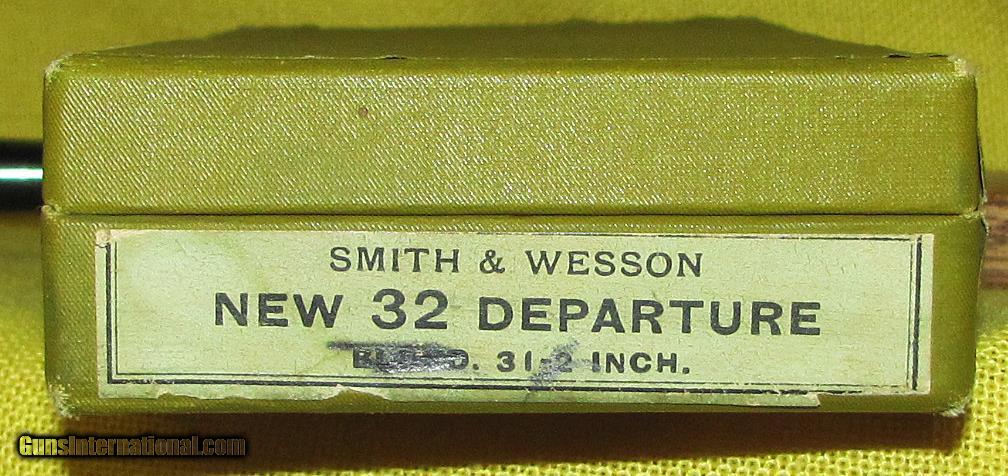 SMITH & WESSON
NEW 32 DEPARTURE
31-2 INCH.
GunsInternational.com